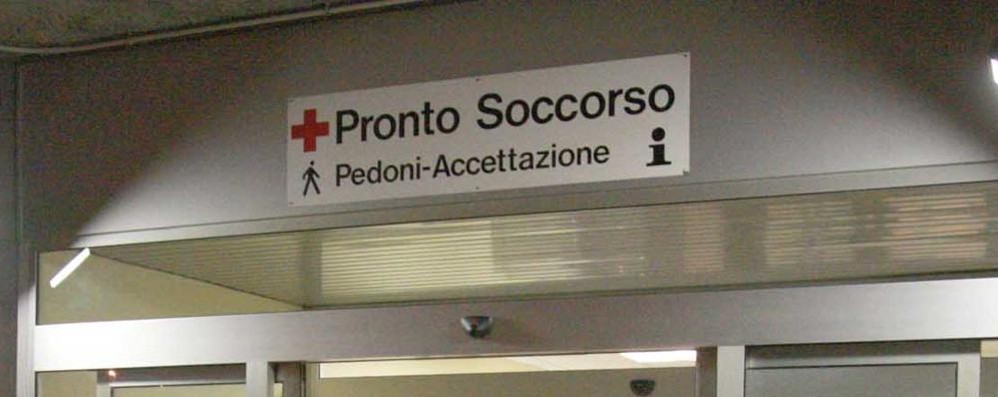 Pronto Soccorso
Pedoni-Accettazione i